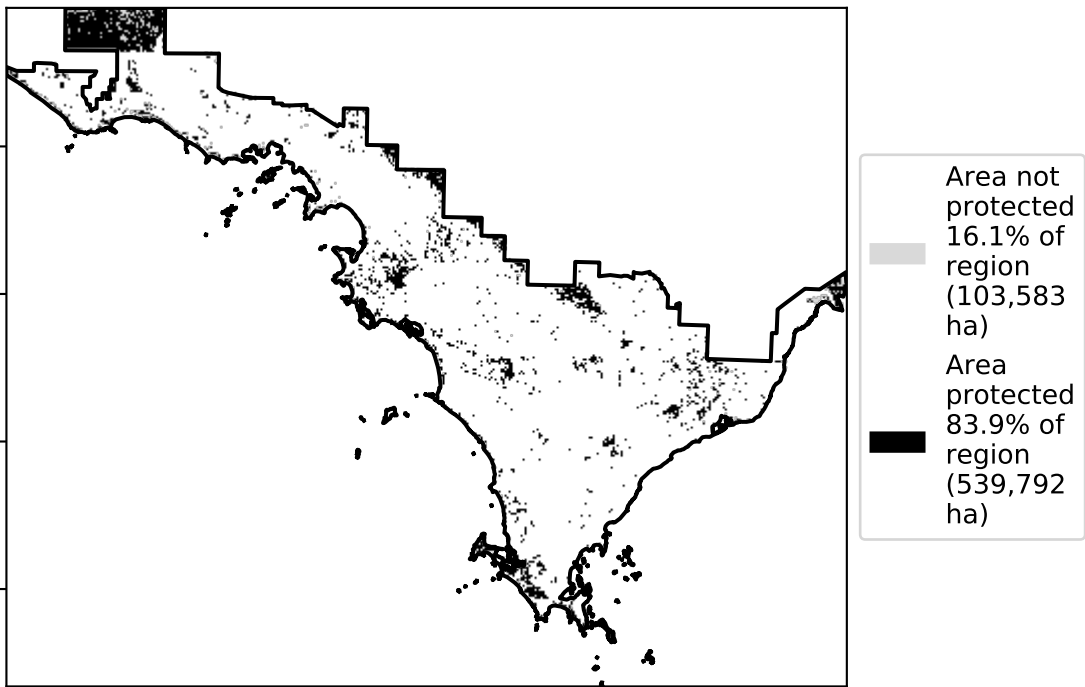 Area not
protected
16.1% of
region
(103,583
ha)
Area
protected
83.9% of
region
(539,792
ha)